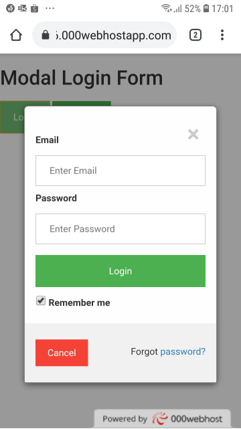 52% 17:01
.000webhostapp.com
2
Modal Login Form
Lo
×
Email
Enter Email
Password
Enter Password
Login
Remember me
Cancel
Forgot password?
Powered by 000webhost